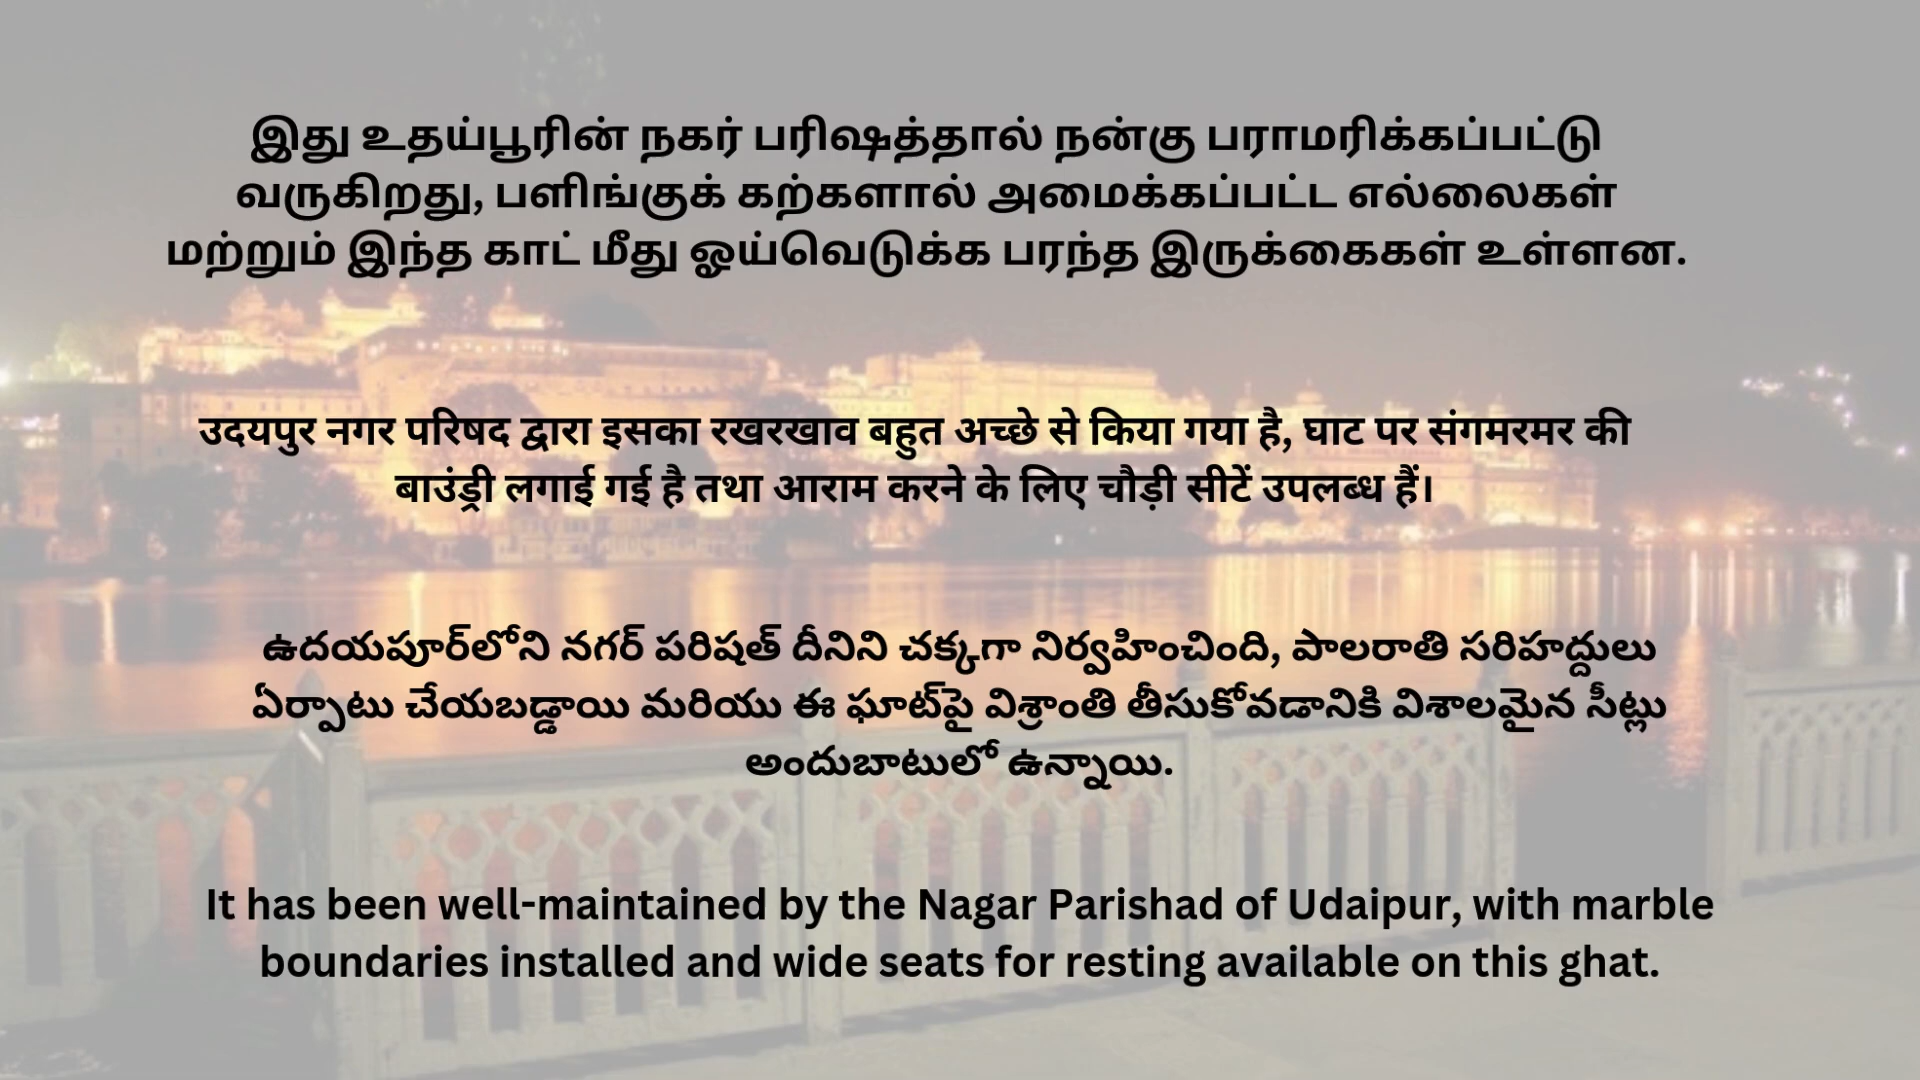 இது உதய்பூரின் நகர் பரிஷத்தால் நன்கு பராமரிக்கப்பட்டு
வருகிறது, பளிங்குக் கற்களால் அமைக்கப்பட்ட எல்லைகள்
மற்றும் இந்த காட் மீது ஓய்வெடுக்க பரந்த இருக்கைகள் உள்ளன.
उदयपुर नगर परिषद द्वारा इसका रखरखाव बहुत अच्छे से किया गया है, घाट पर संगमरमर की
बाउंड्री लगाई गई है तथा आराम करने के लिए चौड़ी सीटें उपलब्ध हैं।
ఉదయపూర్‌లోని నగర్ పరిషత్ దీనిని చక్కగా నిర్వహించింది, పాలరాతి సరిహద్దులు
ఏర్పాటు చేయబడ్డాయి మరియు ఈ ఘాట్‌పై విశ్రాంతి తీసుకోవడానికి విశాలమైన సీట్లు
అందుబాటులో ఉన్నాయి.
It has been well-maintained by the Nagar Parishad of Udaipur, with marble
boundaries installed and wide seats for resting available on this ghat.